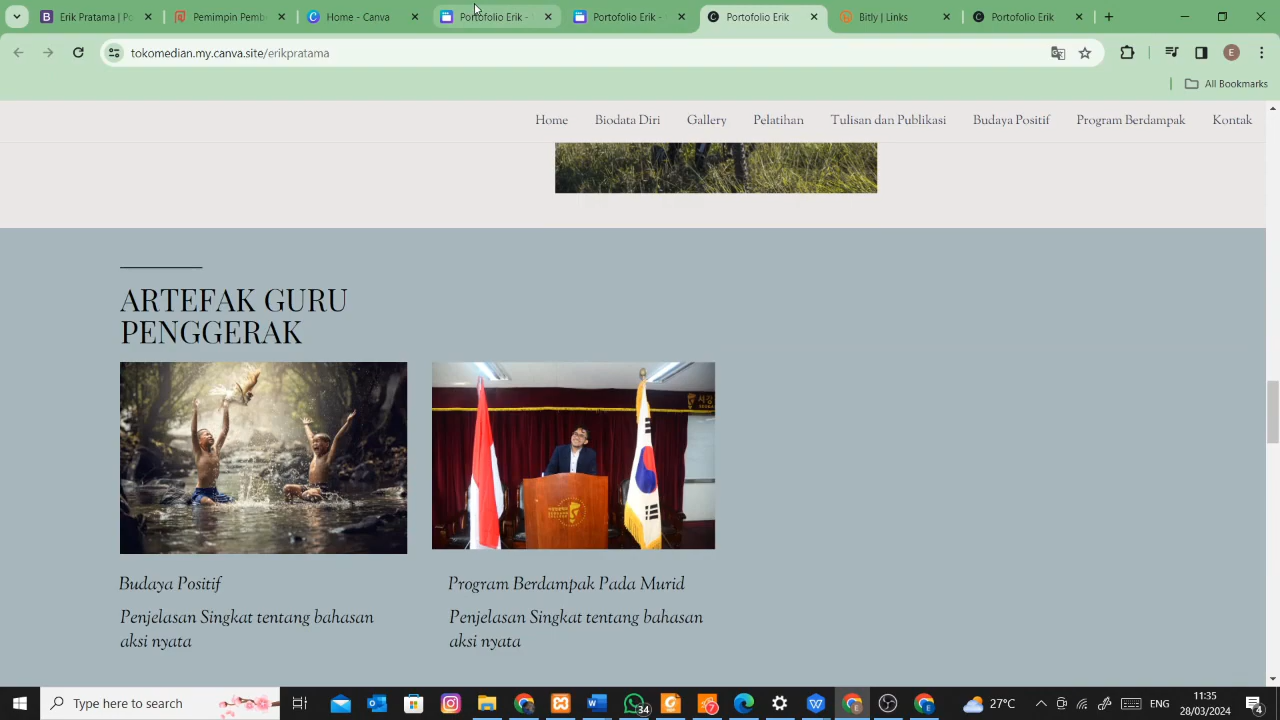 Erik Pratama | Po
Pemimpin Pemb
Home - Canva
Portofolio Erik -
Portofolio Erik -
Portofolio Erik
Bitly | Links
Portofolio Erik
tokomedian.my.canva.site/erikpratama
E
All Bookmarks
Home
Biodata Diri
Gallery
Pelatihan
Tulisan dan Publikasi
Budaya Positif
Program Berdampak
Kontak
ARTEFAK GURU
PENGGERAK
Budaya Positif
Penjelasan Singkat tentang bahasan
aksi nyata
Program Berdampak Pada Murid
Penjelasan Singkat tentang bahasan
aksi nyata
Type here to search
34
7
27°C
ENG
11:35
28/03/2024
4